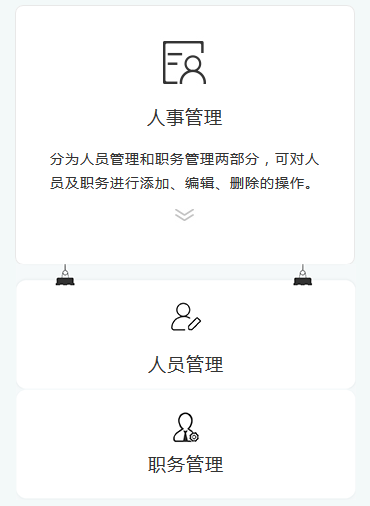 人事管理
分为人员管理和职务管理两部分，可对人
员及职务进行添加、编辑、删除的操作。
人员管理
职务管理